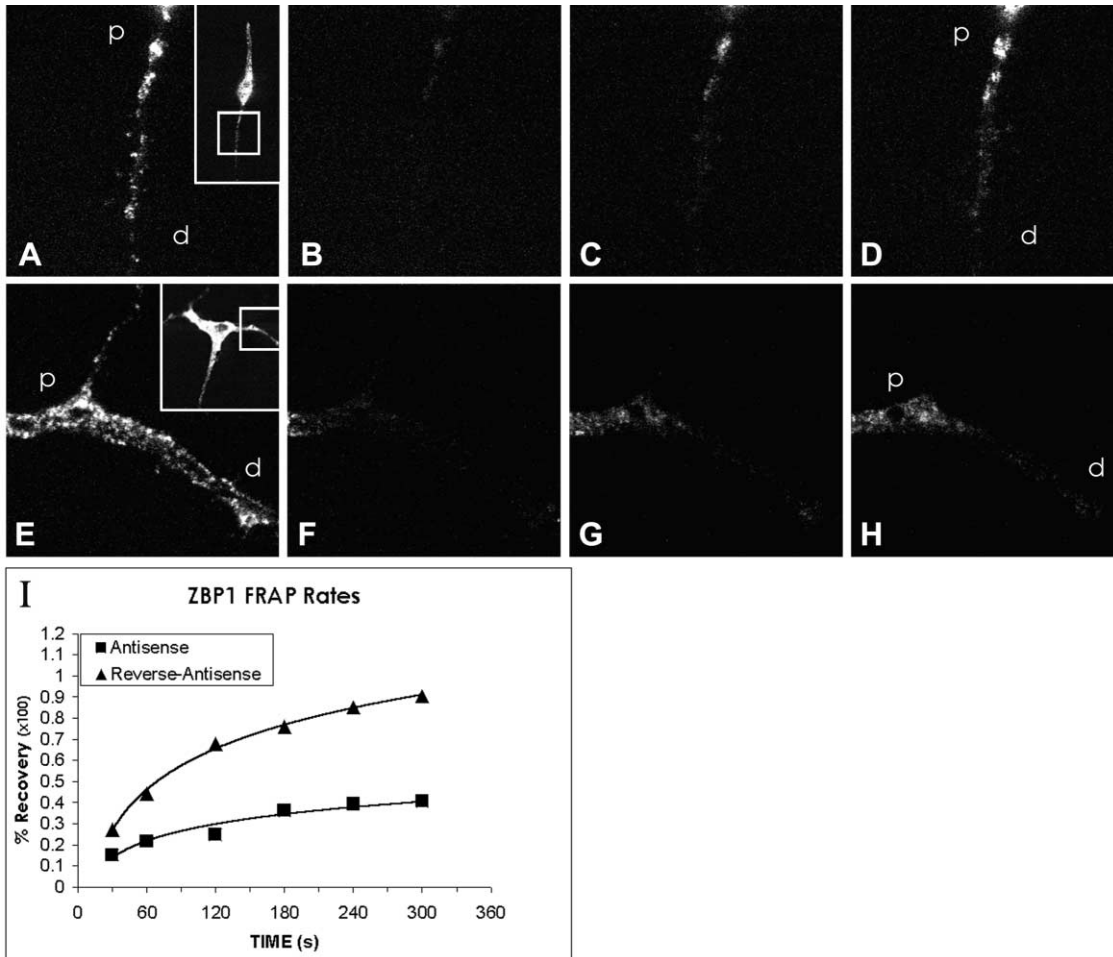 p
p
d
d
A
B
C
D
p
p
d
d
E
F
G
H
I
ZBP1 FRAP Rates
Antisense
Reverse-Antisense
1.2
1.1
1
0.9
0.8
0.7
0.6
0.5
0.4
0.3
0.2
0.1
0
% Recovery (x100)
0
60
120
180
240
300
360
TIME (s)